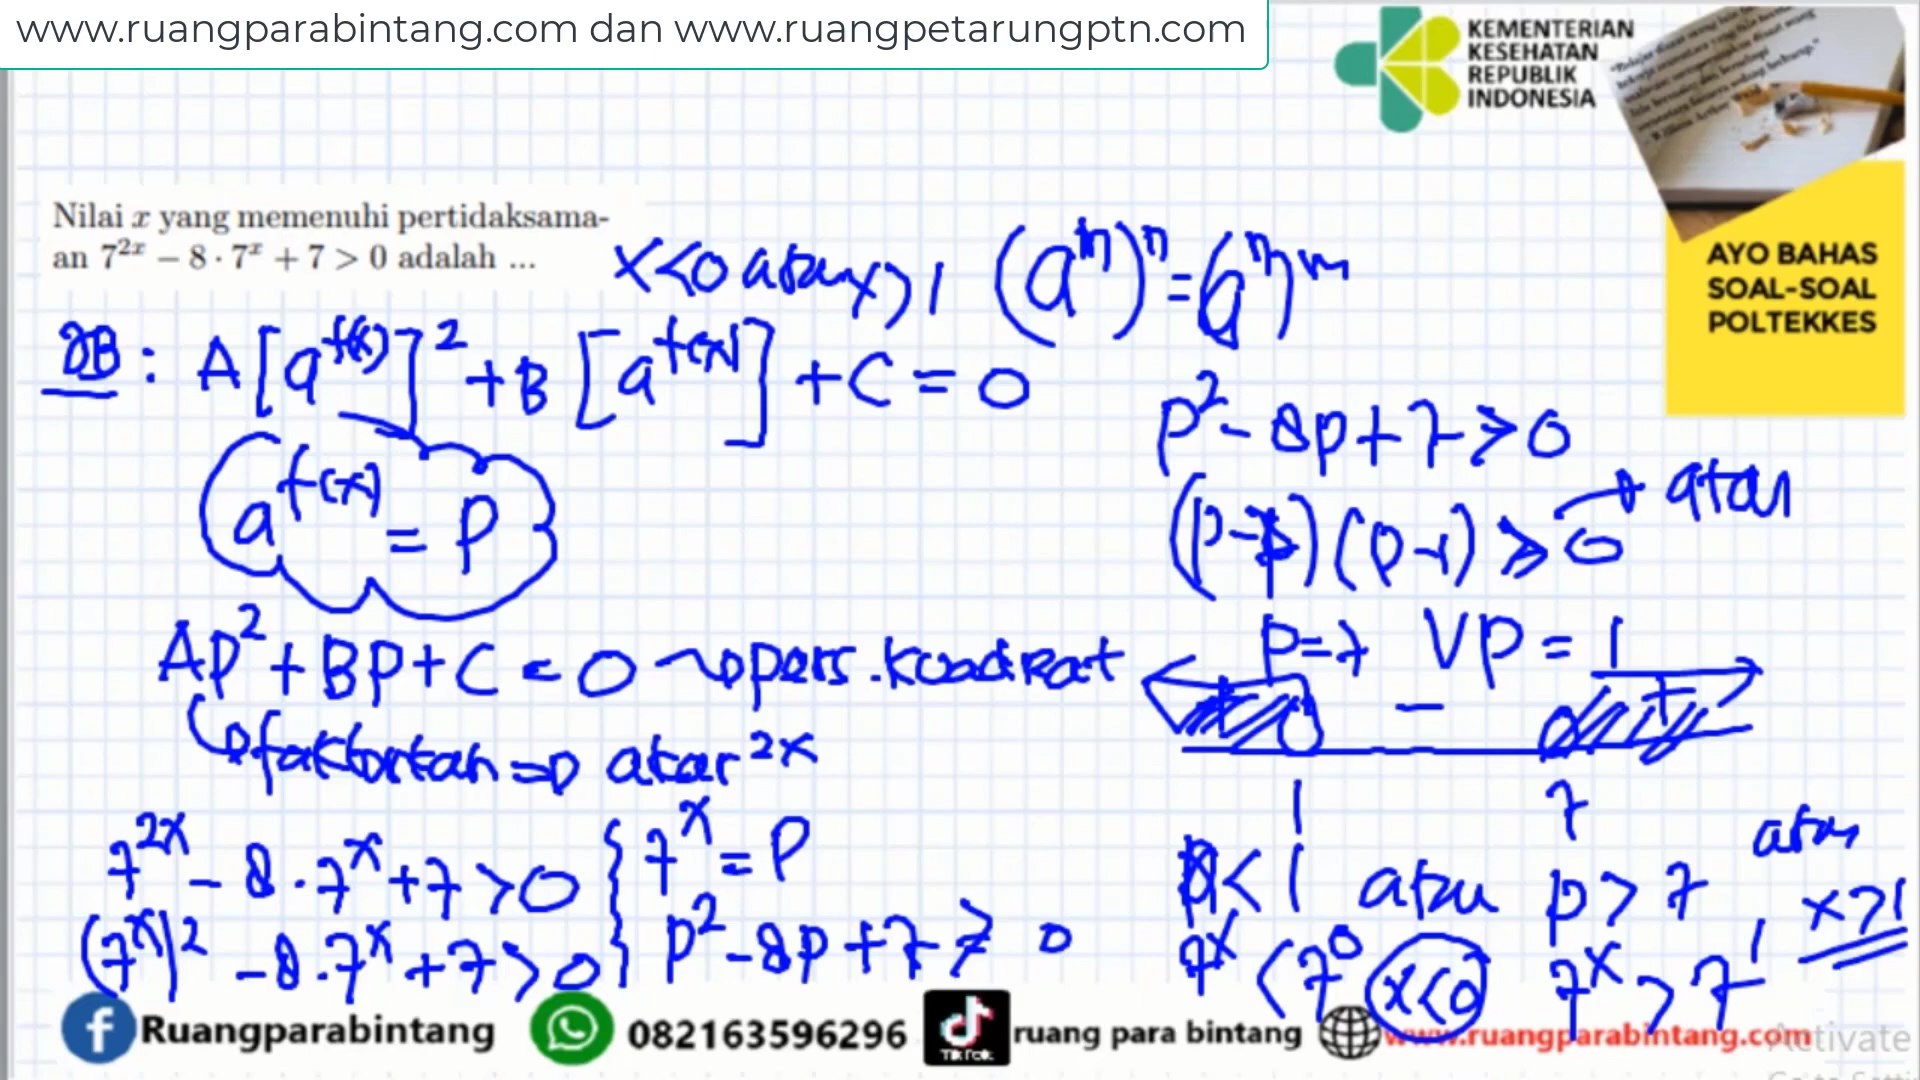 www.ruangparabintang.com dan www.ruangpetarungptn.com
KEMENTERIAN
KESEHATAN
REPUBLIK
INDONESIA
AYO BAHAS
SOAL-SOAL
POLTEKKES
Nilai x yang memenuhi pertidaksama-
an 7^{2x} − 8 · 7^x + 7 > 0 adalah ...
x<0 atau x>1
(a^m)^n = (a^n)^m
: A[a^{f(x)}]^2 + B[a^{f(x)}] + C = 0
a^{f(x)} = p
Ap^2 + Bp + C = 0 → pers. kuadrat
faktorkan ⇒ akar^2 x
7^{2x} - 8 . 7^x + 7 > 0 } 7^x = P
(7^x)^2 - 8 . 7^x + 7 > 0 } p^2 - 8p + 7 > 0
p^2 - 8p + 7 > 0
(p-7)(p-1) > 0 → atau
p = 7 V p = 1
+ − +
1 7
p < 1 atau p > 7 atau
7^x < 7^0 x<0 7^x > 7^1 x>1
Ruangparabintang
082163596296
TikTok
ruang para bintang
www.ruangparabintang.com
Activate